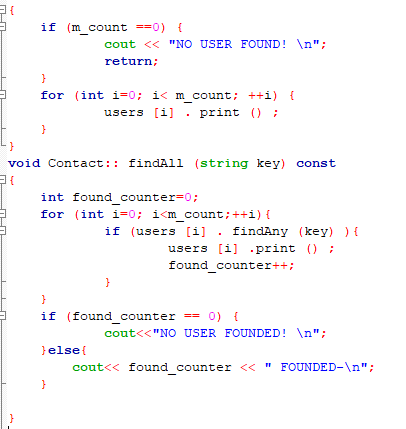 {
    if (m_count ==0) {
            cout << "NO USER FOUND! \n";
            return;
    }
    for (int i=0; i< m_count; ++i) {
            users [i] . print () ;
    }
}
void Contact:: findAll (string key) const
{
    int found_counter=0;
    for (int i=0; i<m_count;++i){
            if (users [i] . findAny (key) ){
                    users [i] .print () ;
                    found_counter++;
            }
    }
    if (found_counter == 0) {
            cout<<"NO USER FOUNDED! \n";
    }else{
        cout<< found_counter << " FOUNDED-\n";
    }
}